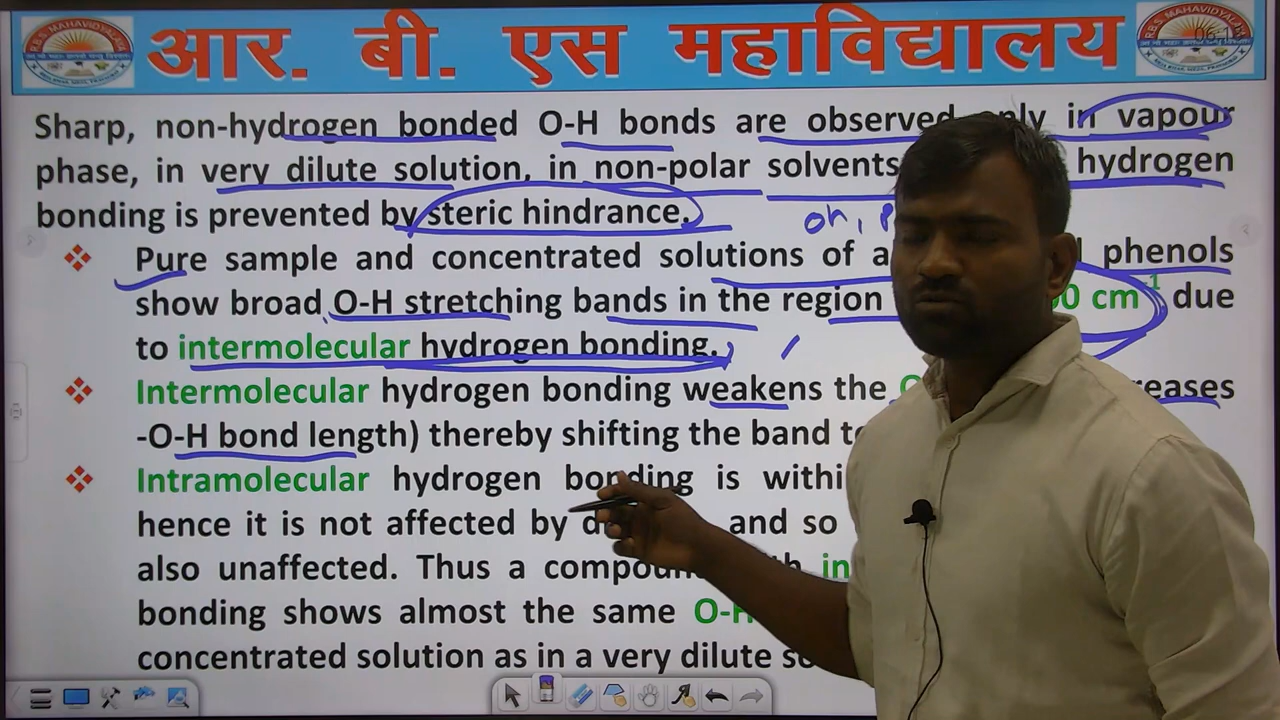 आर. बी. एस महाविद्यालय
R.B.S. MAHAVIDYALAYA
Sharp, non-hydrogen bonded O-H bonds are observed only in vapour
phase, in very dilute solution, in non-polar solvents hydrogen
bonding is prevented by steric hindrance.
OH,
❖ Pure sample and concentrated solutions of phenols
show broad O-H stretching bands in the region cm⁻¹ due
to intermolecular hydrogen bonding.
❖ Intermolecular hydrogen bonding weakens the
-O-H bond length) thereby shifting the band
❖ Intramolecular hydrogen bonding is
hence it is not affected by and so
also unaffected. Thus a
bonding shows almost the same
concentrated solution as in a very dilute